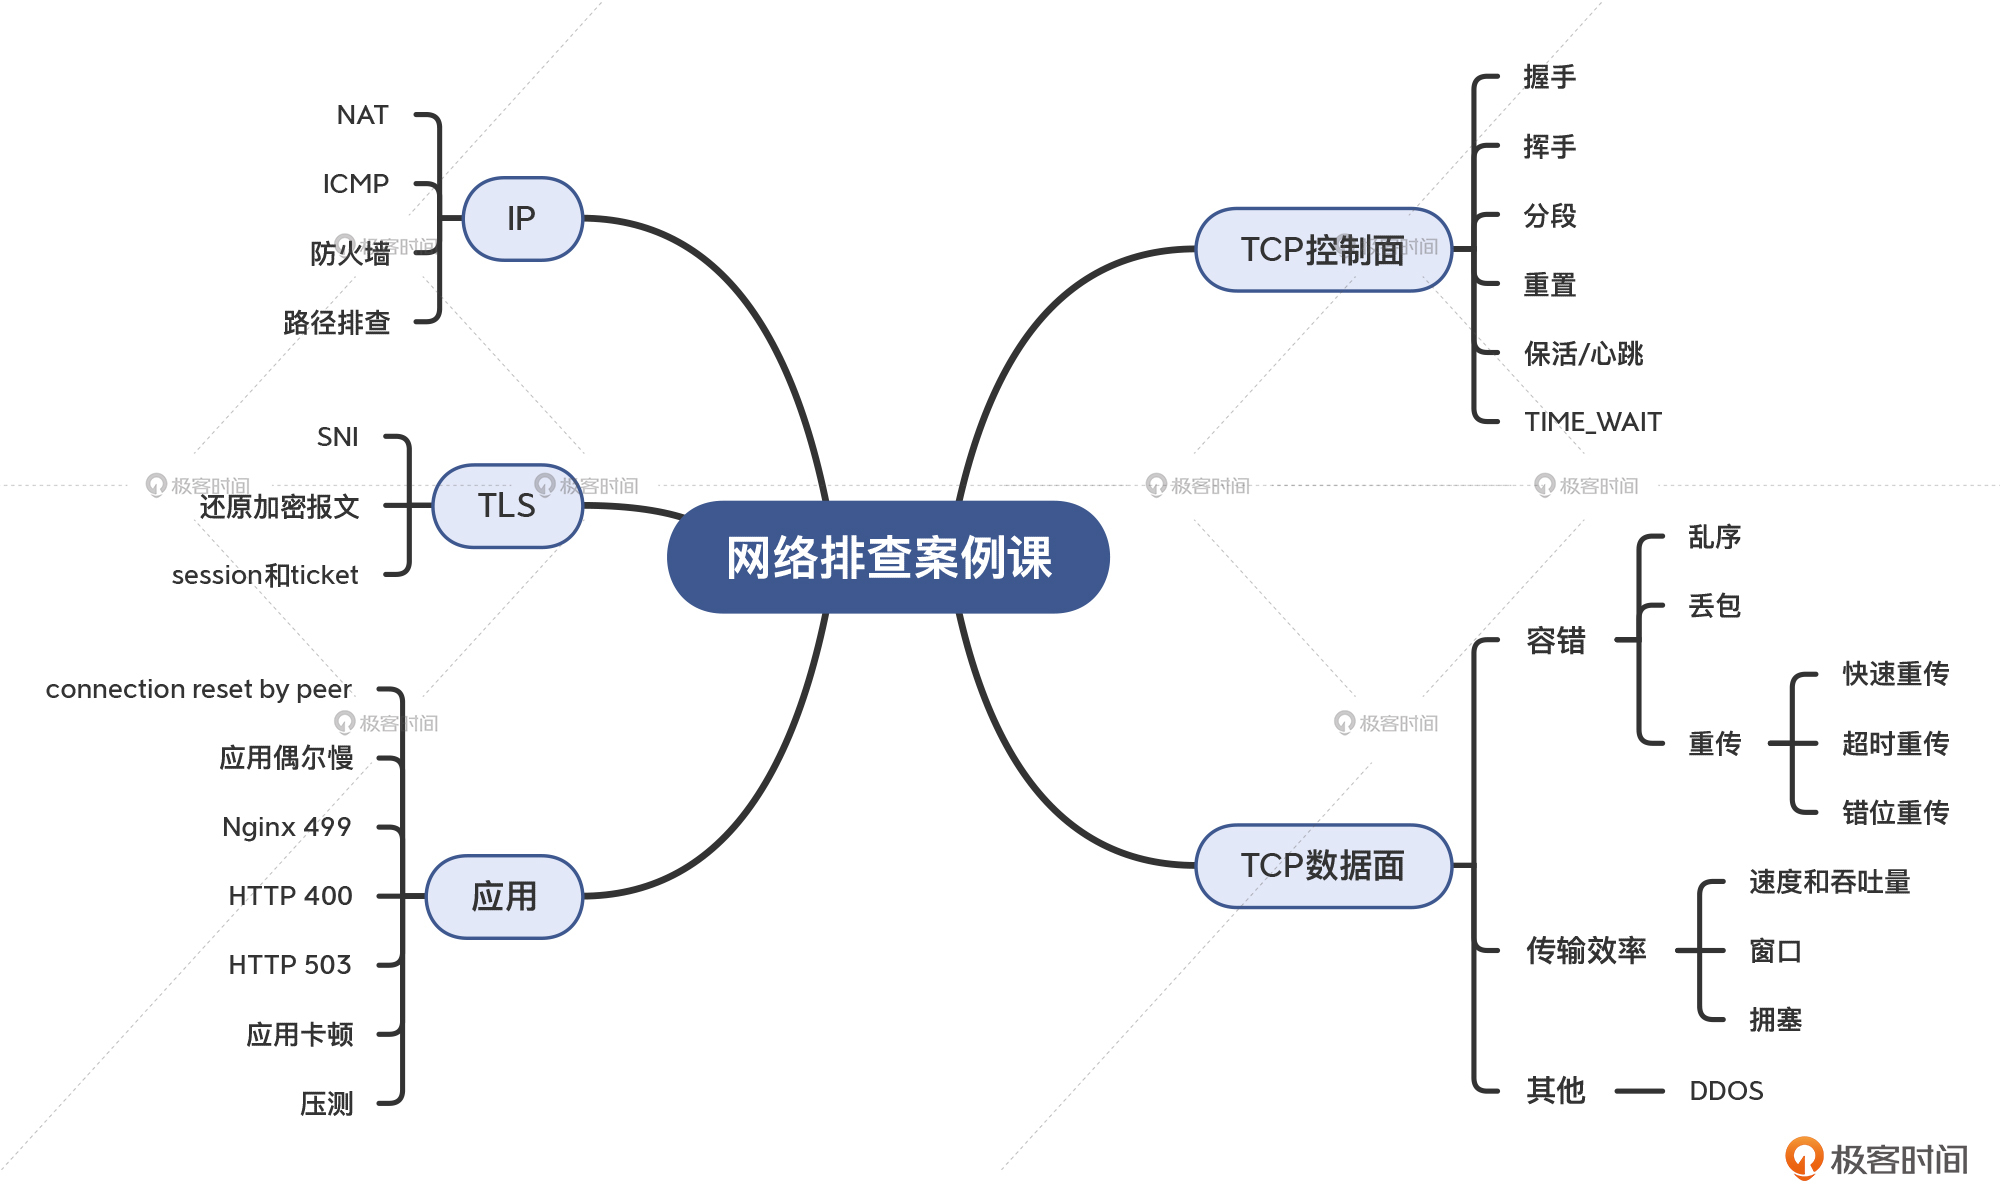 网络排查案例课
IP
NAT
ICMP
防火墙
路径排查
TLS
SNI
还原加密报文
session和ticket
应用
connection reset by peer
应用偶尔慢
Nginx 499
HTTP 400
HTTP 503
应用卡顿
压测
TCP控制面
握手
挥手
分段
重置
保活/心跳
TIME_WAIT
TCP数据面
容错
乱序
丢包
重传
快速重传
超时重传
错位重传
传输效率
速度和吞吐量
窗口
拥塞
其他
DDOS
极客时间
极客时间
极客时间
极客时间
极客时间
极客时间
极客时间
极客时间
极客时间